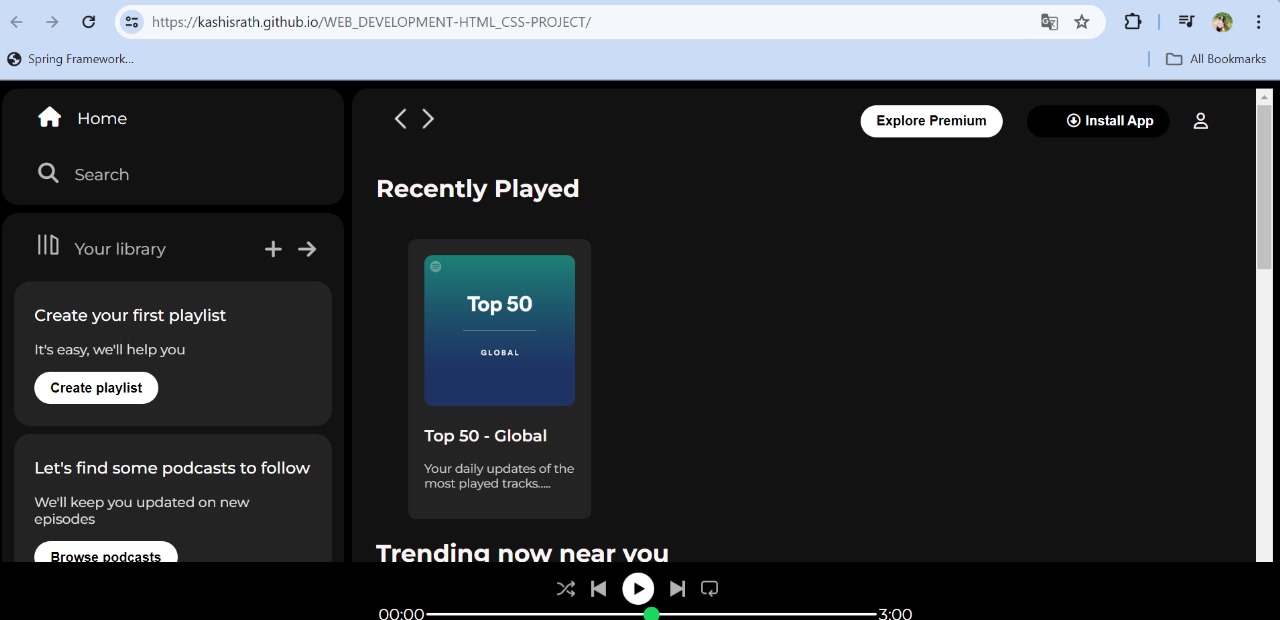 https://kashisrath.github.io/WEB_DEVELOPMENT-HTML_CSS-PROJECT/
Spring Framework...
All Bookmarks
Home
Search
Your library
Create your first playlist
It's easy, we'll help you
Create playlist
Let's find some podcasts to follow
We'll keep you updated on new
episodes
Browse podcasts
Explore Premium
Install App
Recently Played
Top 50
GLOBAL
Top 50 - Global
Your daily updates of the
most played tracks.....
Trending now near you
00:00
3:00